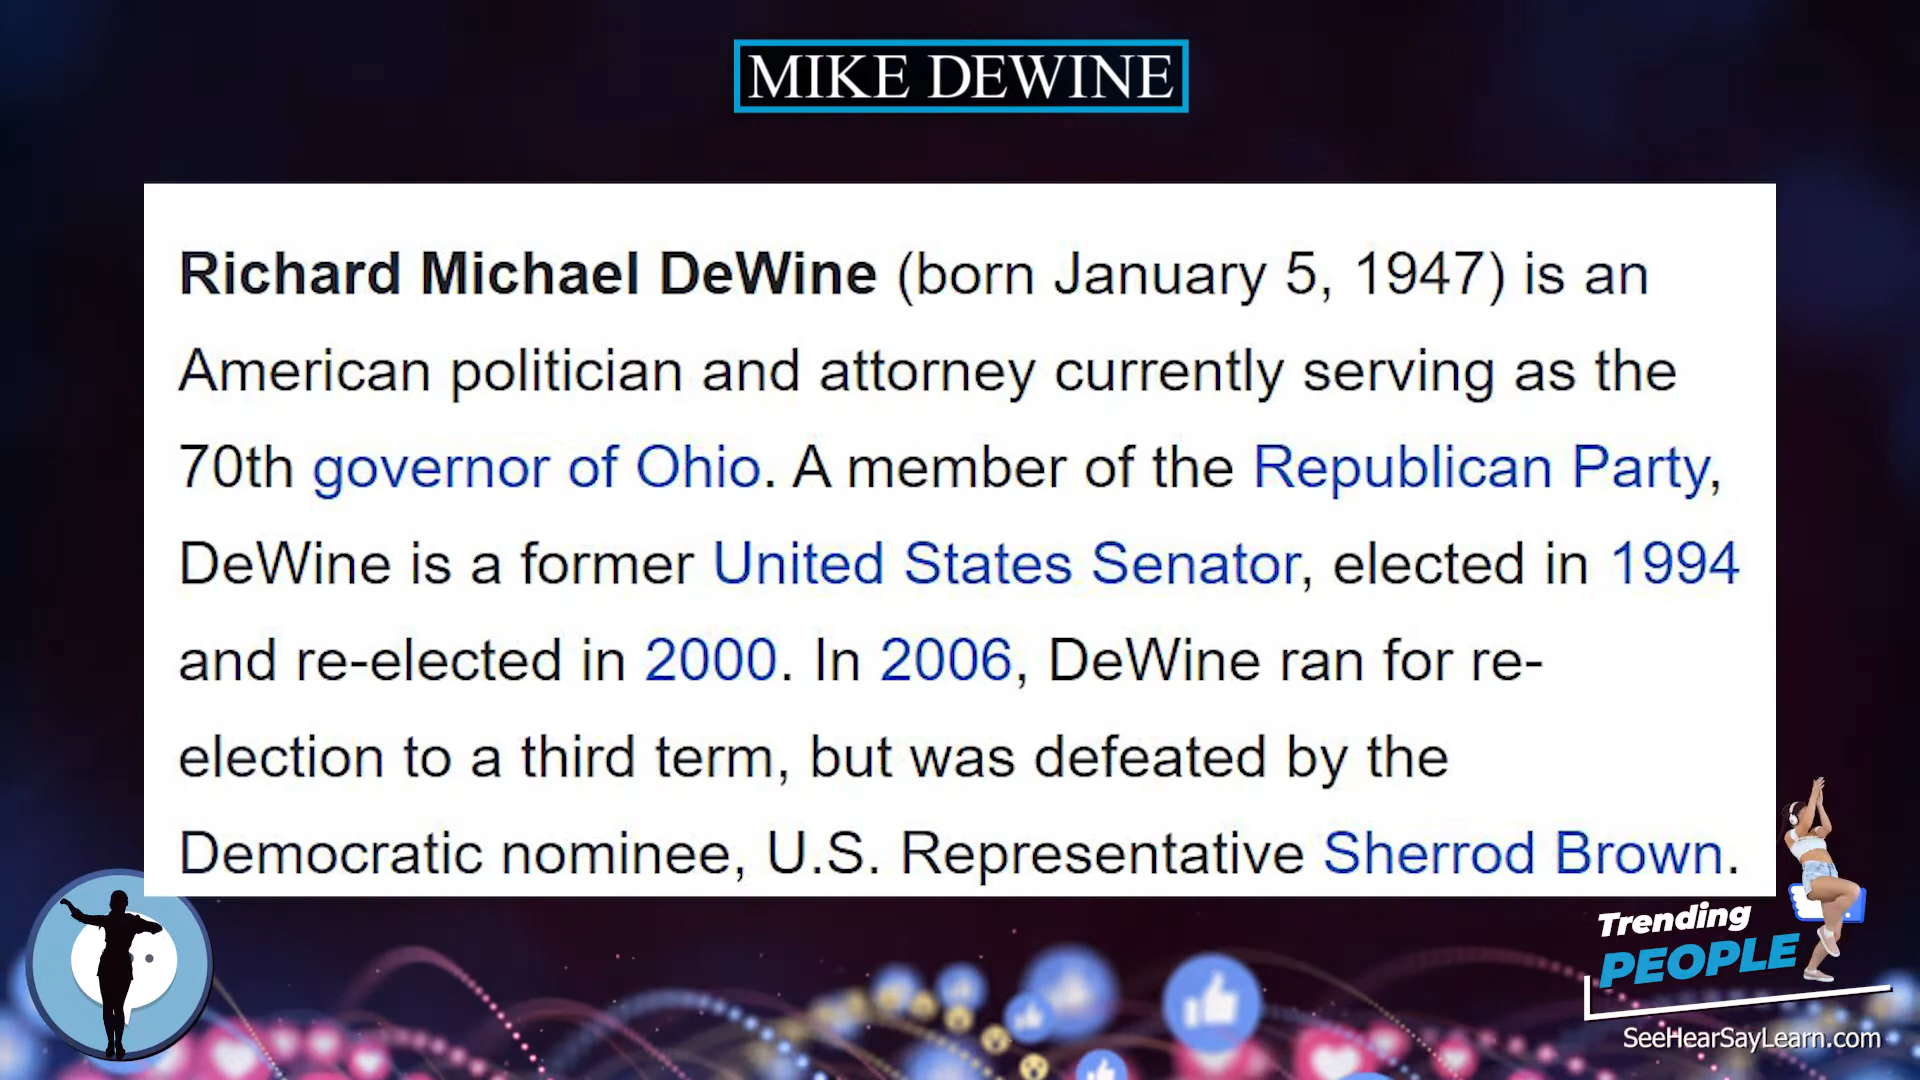 MIKE DEWINE
Richard Michael DeWine (born January 5, 1947) is an
American politician and attorney currently serving as the
70th governor of Ohio. A member of the Republican Party,
DeWine is a former United States Senator, elected in 1994
and re-elected in 2000. In 2006, DeWine ran for re-
election to a third term, but was defeated by the
Democratic nominee, U.S. Representative Sherrod Brown.
Trending
PEOPLE
SeeHearSayLearn.com